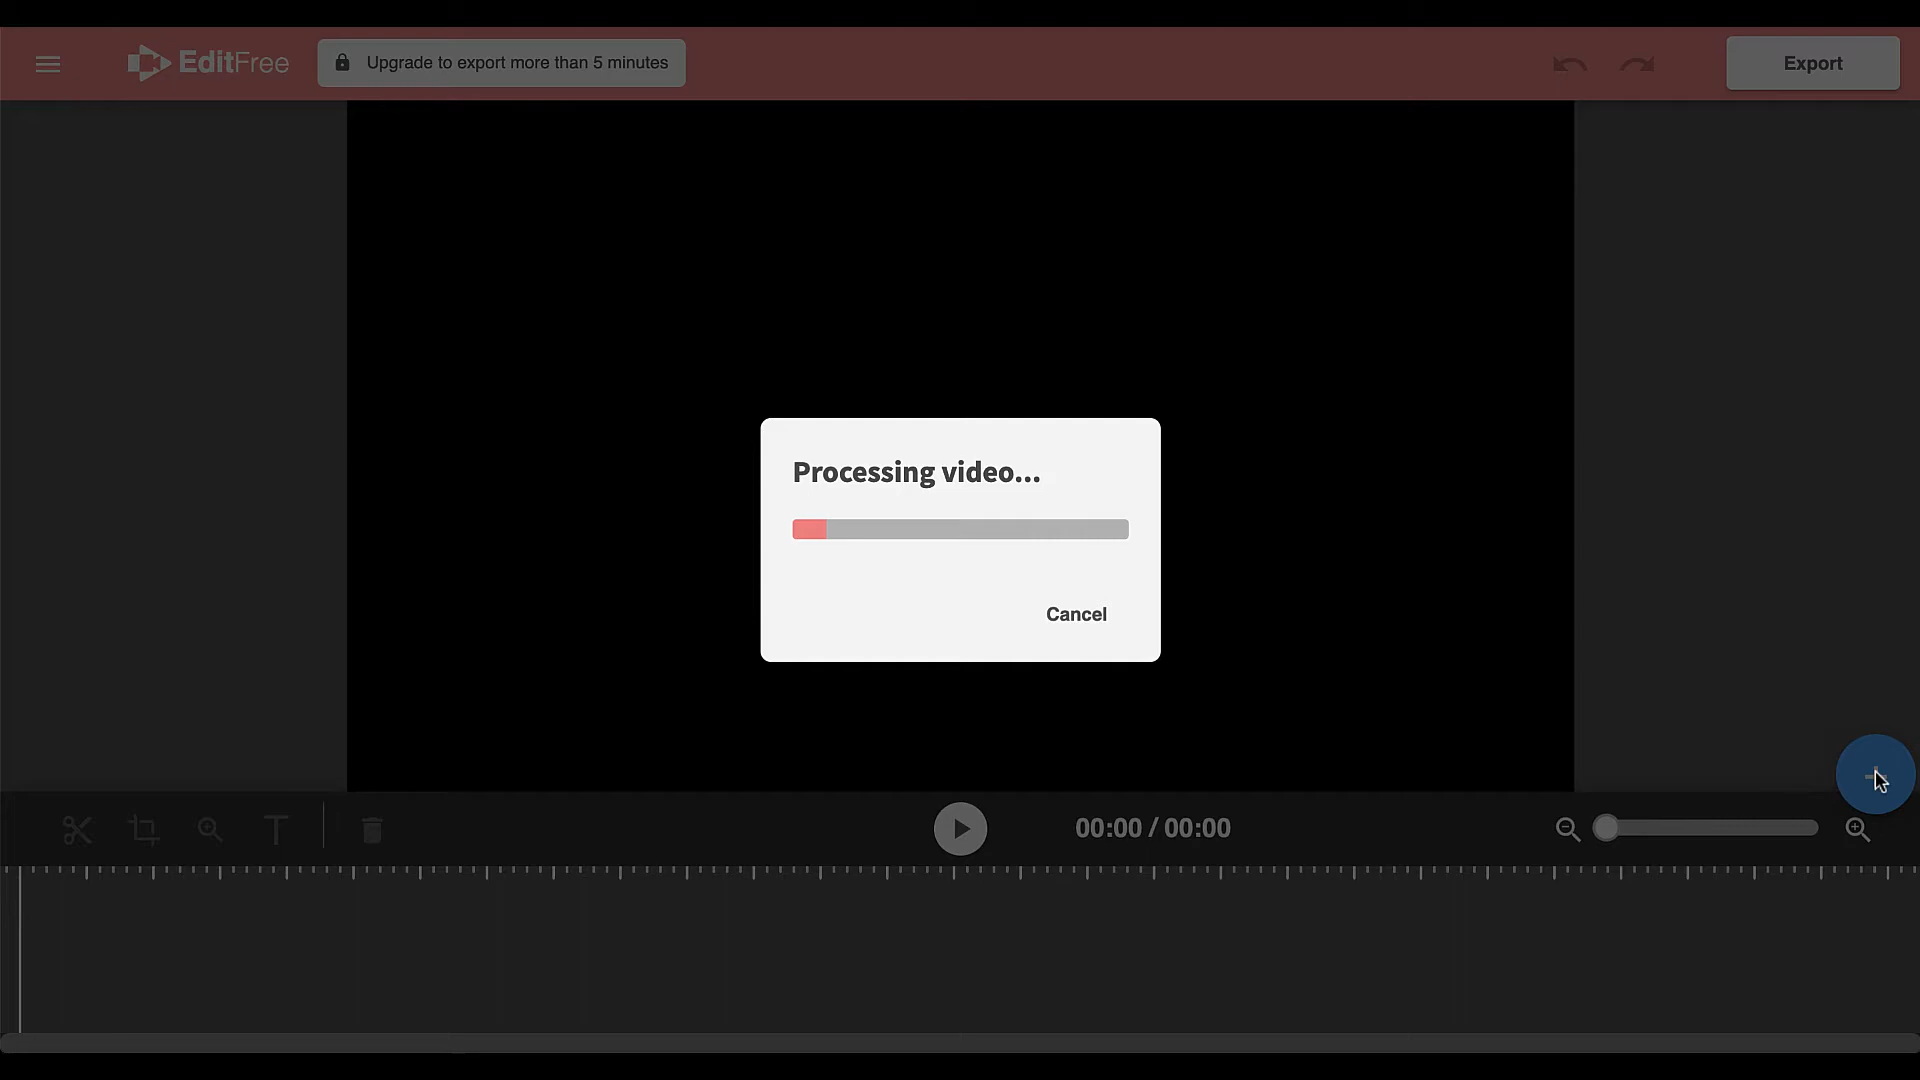 EditFree
Upgrade to export more than 5 minutes
Export
Processing video...
Cancel
T
00:00 / 00:00